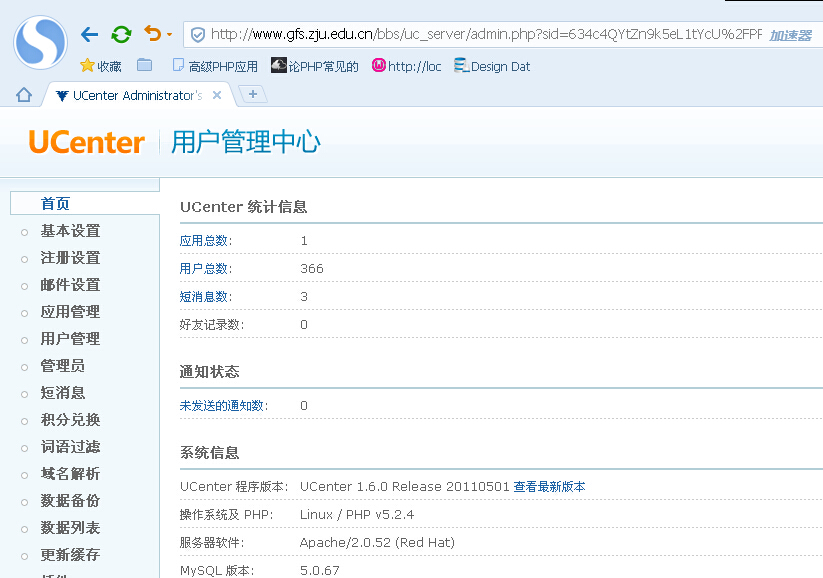 http://www.gfs.zju.edu.cn/bbs/uc_server/admin.php?sid=634c4QYtZn9k5eL1tYcU%2FPF 加速器
收藏 高级PHP应用 论PHP常见的 http://loc Design Dat
UCenter Administrator's
UCenter 用户管理中心
首页
基本设置
注册设置
邮件设置
应用管理
用户管理
管理员
短消息
积分兑换
词语过滤
域名解析
数据备份
数据列表
更新缓存
UCenter 统计信息
应用总数: 1
用户总数: 366
短消息数: 3
好友记录数: 0
通知状态
未发送的通知数: 0
系统信息
UCenter 程序版本: UCenter 1.6.0 Release 20110501 查看最新版本
操作系统及 PHP: Linux / PHP v5.2.4
服务器软件: Apache/2.0.52 (Red Hat)
MySQL 版本: 5.0.67